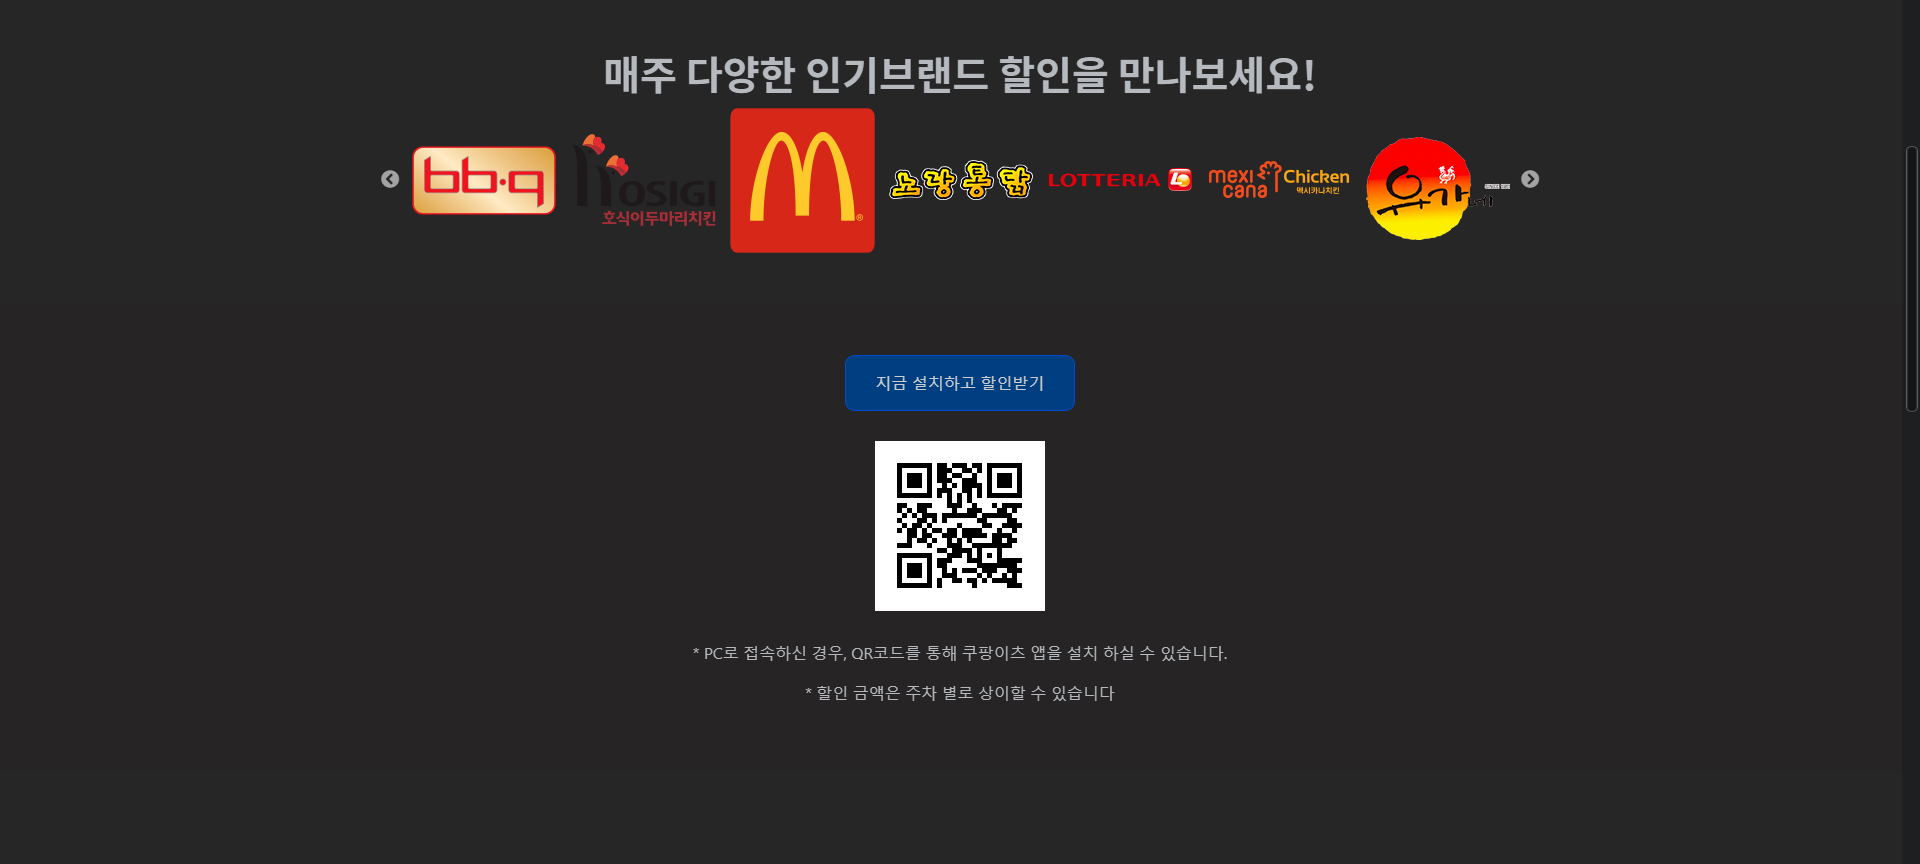 매주 다양한 인기브랜드 할인을 만나보세요!
bb.q
HOSIGI
호식이두마리치킨
노랑통닭
LOTTERIA
mexi cana Chicken
맥시카나치킨
유가네
지금 설치하고 할인받기
* PC로 접속하신 경우, QR코드를 통해 쿠팡이츠 앱을 설치 하실 수 있습니다.
* 할인 금액은 주차 별로 상이할 수 있습니다